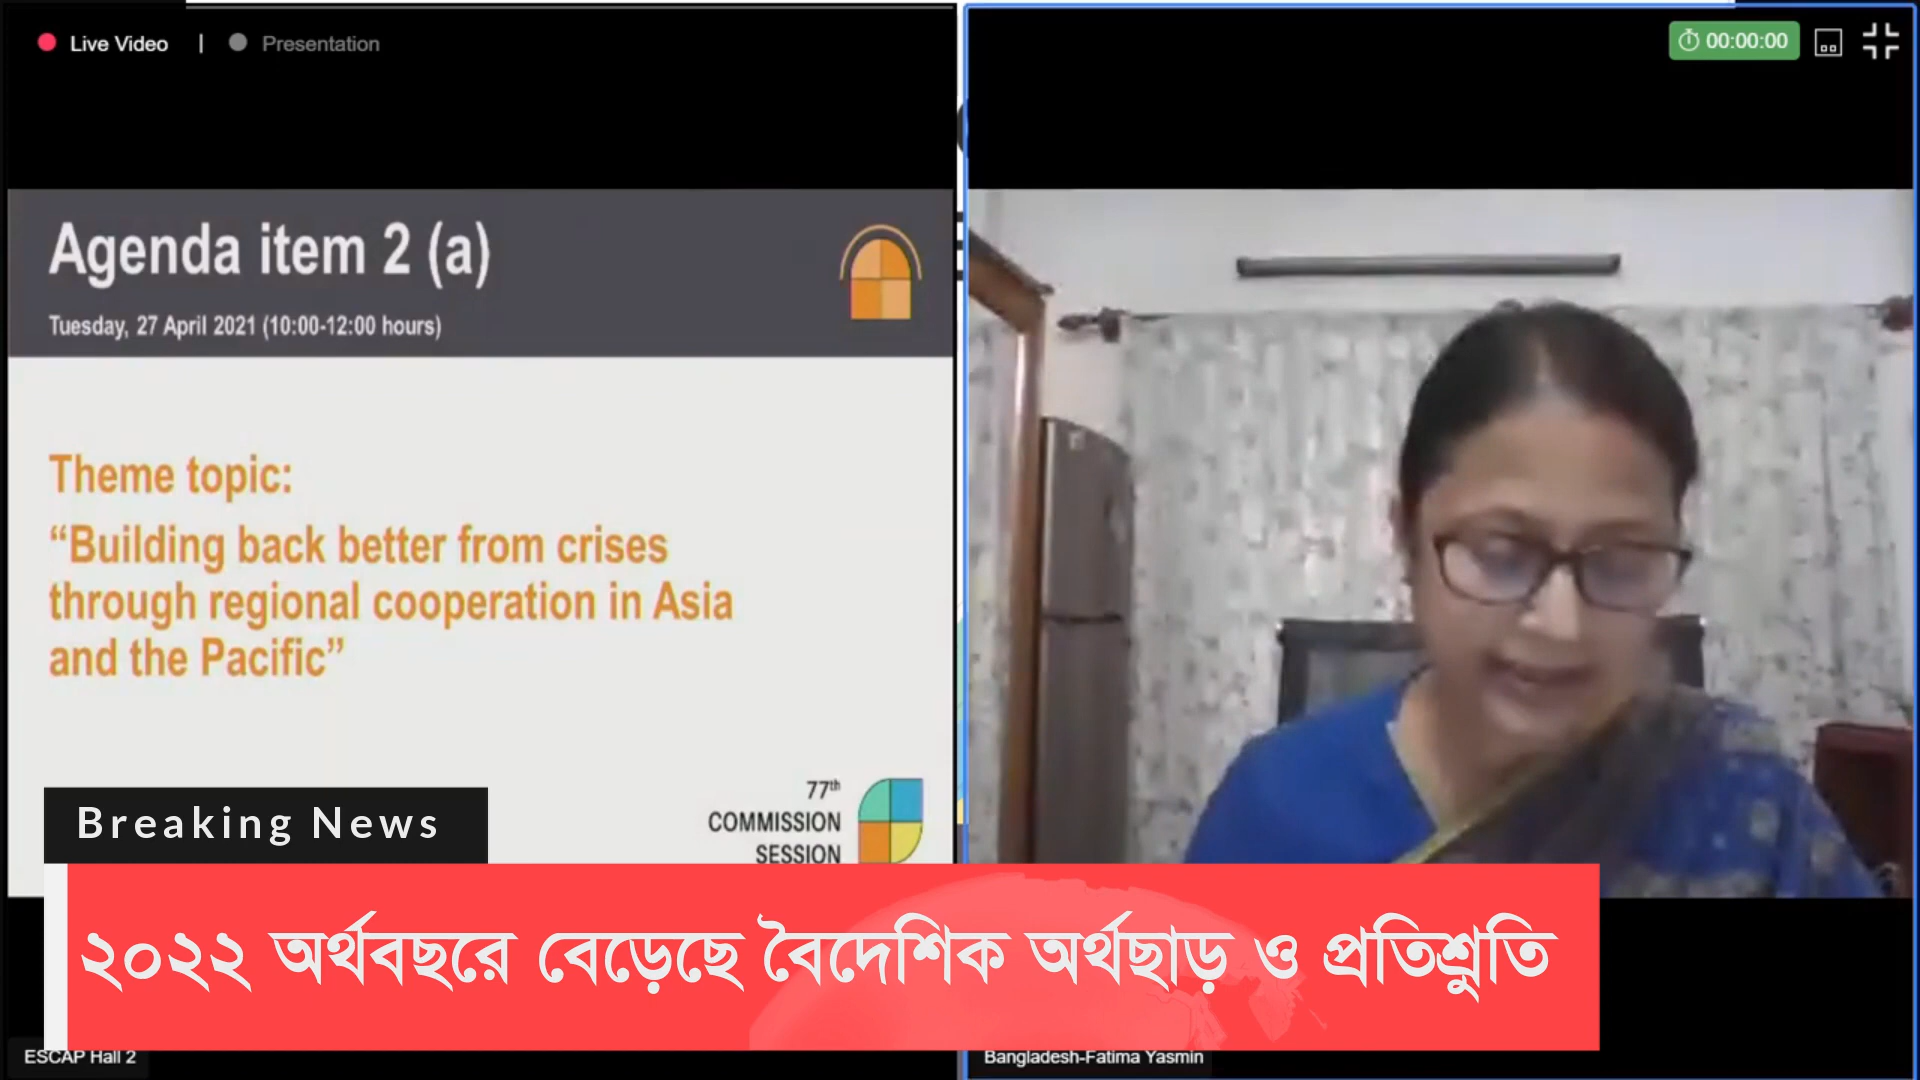 Live Video | Presentation
00:00:00
Agenda item 2 (a)
Tuesday, 27 April 2021 (10:00-12:00 hours)
Theme topic:
“Building back better from crises
through regional cooperation in Asia
and the Pacific”
77th
COMMISSION
SESSION
Breaking News
২০২২ অর্থবছরে বেড়েছে বৈদেশিক অর্থছাড় ও প্রতিশ্রুতি
ESCAP Hall 2
Bangladesh-Fatima Yasmin